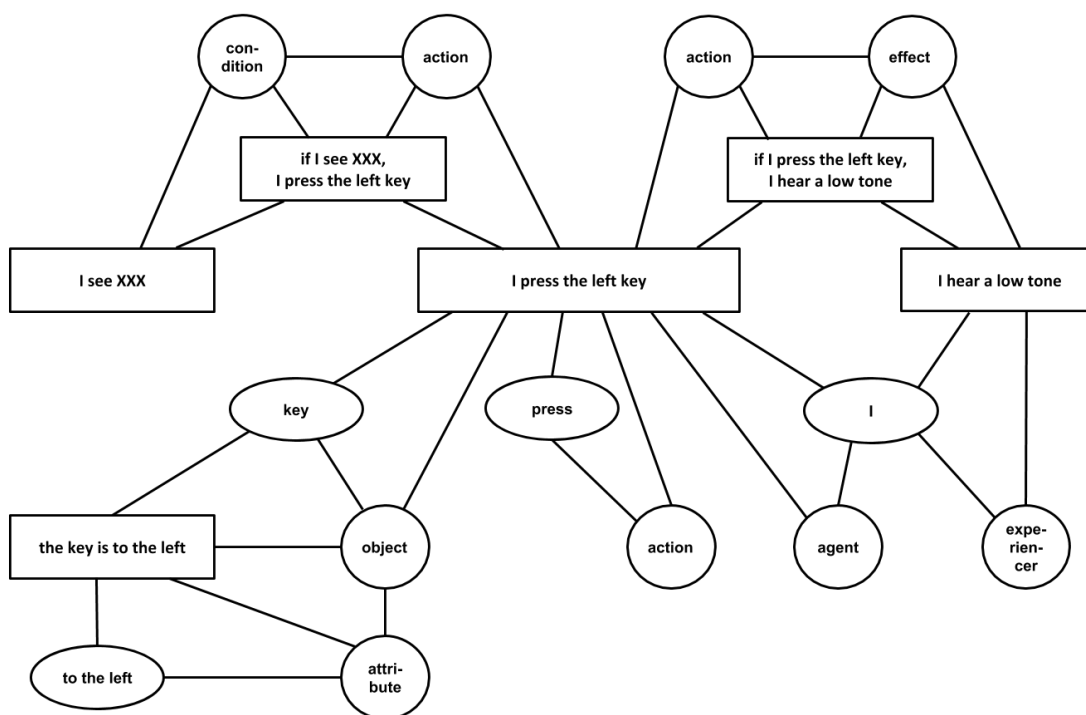 con-
dition
action
action
effect
if I see XXX,
I press the left key
if I press the left key,
I hear a low tone
I see XXX
I press the left key
I hear a low tone
key
press
I
the key is to the left
object
action
agent
expe-
rien-
cer
to the left
attri-
bute